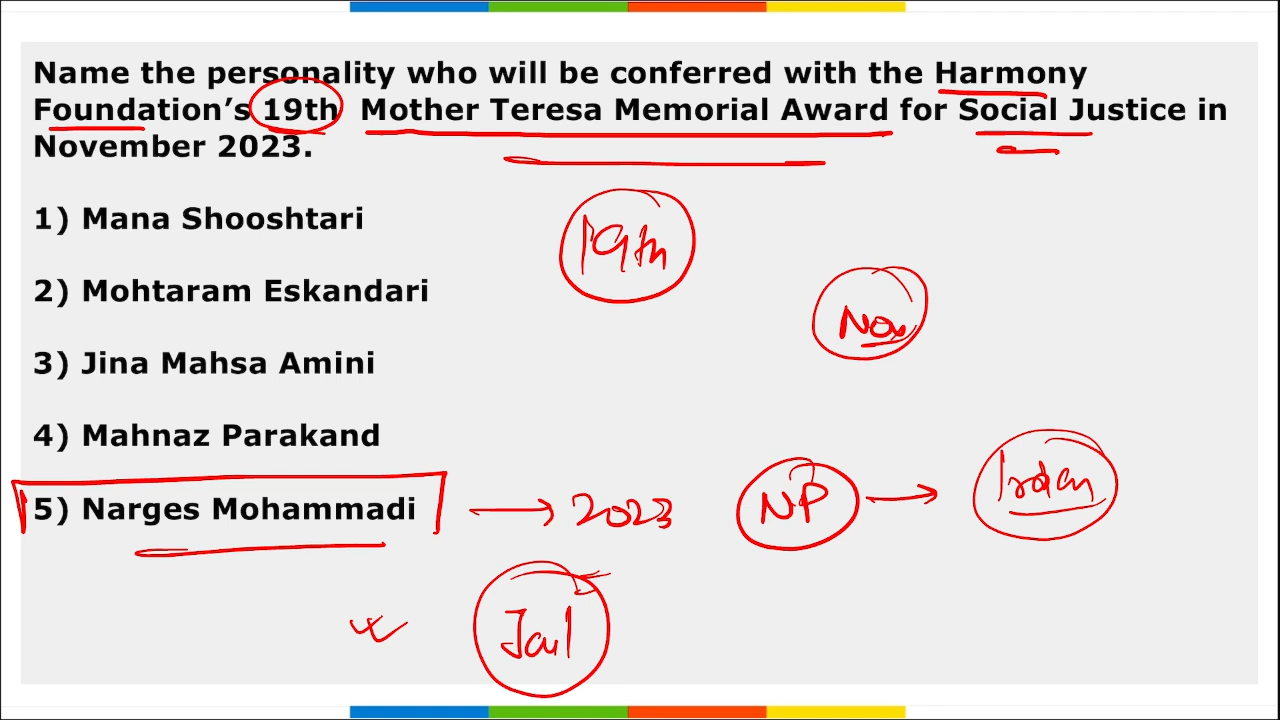 Name the personality who will be conferred with the Harmony
Foundation’s 19th Mother Teresa Memorial Award for Social Justice in
November 2023.
1) Mana Shooshtari
19th
2) Mohtaram Eskandari
Nov
3) Jina Mahsa Amini
4) Mahnaz Parakand
5) Narges Mohammadi
2023
NP
Jail